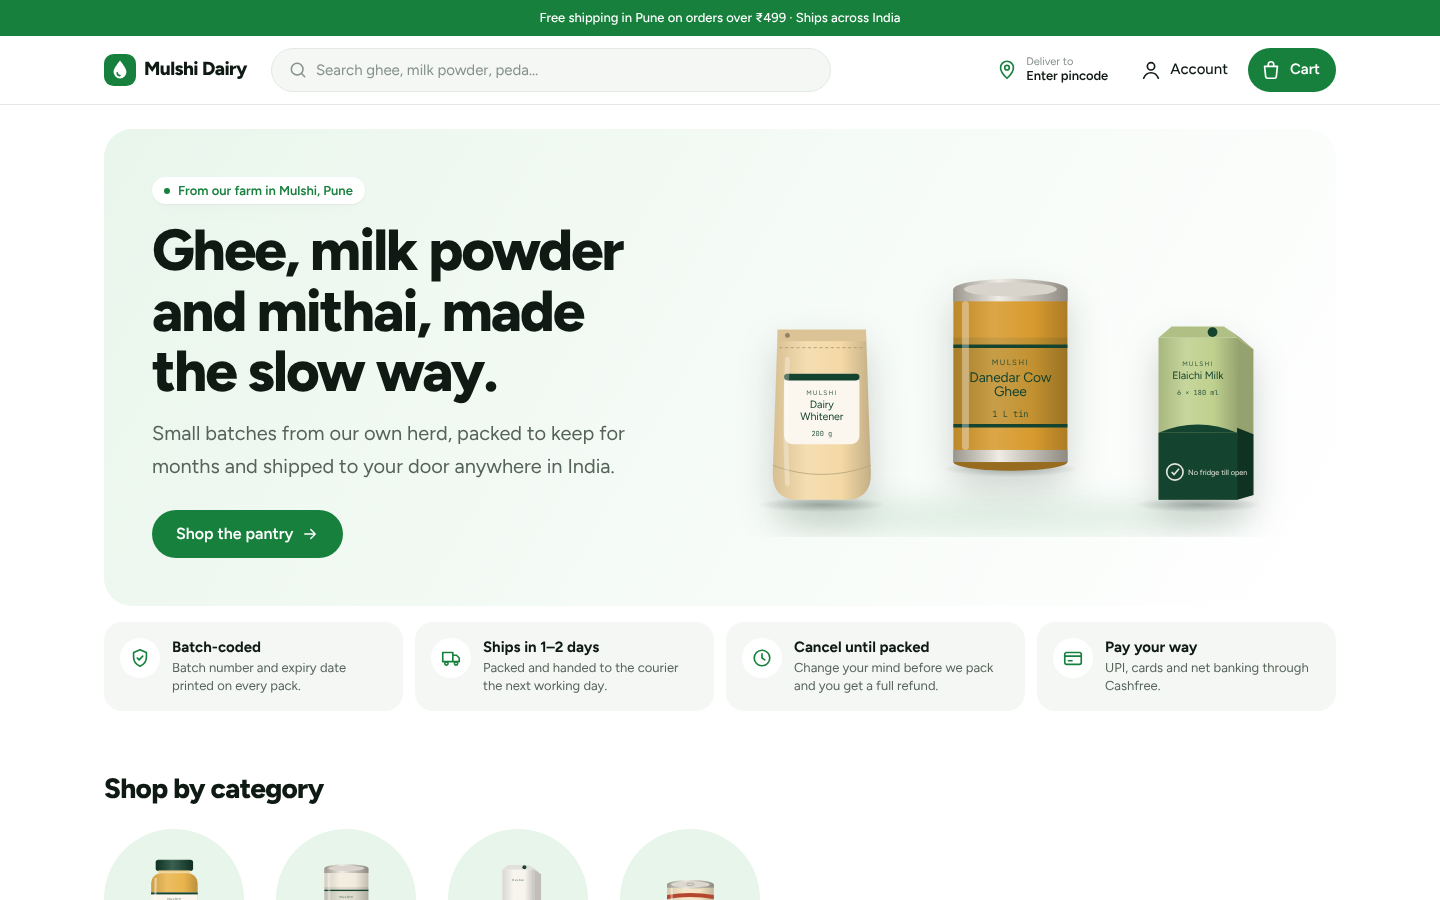 Free shipping in Pune on orders over ₹499 · Ships across India
Mulshi Dairy
Search ghee, milk powder, peda...
Deliver to
Enter pincode
Account
Cart
From our farm in Mulshi, Pune
Ghee, milk powder
and mithai, made
the slow way.
Small batches from our own herd, packed to keep for
months and shipped to your door anywhere in India.
Shop the pantry
MULSHI
Dairy
Whitener
200 g
MULSHI
Danedar Cow
Ghee
1 L tin
MULSHI
Elaichi Milk
6 × 180 ml
No fridge till open
Batch-coded
Batch number and expiry date
printed on every pack.
Ships in 1–2 days
Packed and handed to the courier
the next working day.
Cancel until packed
Change your mind before we pack
and you get a full refund.
Pay your way
UPI, cards and net banking through
Cashfree.
Shop by category